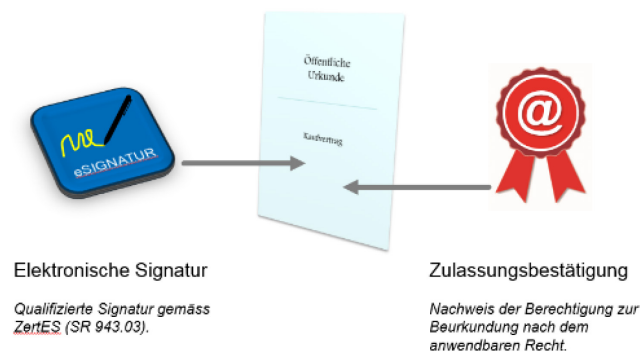 Öffentliche
Urkunde
Kaufvertrag
eSIGNATUR
@
Elektronische Signatur
Qualifizierte Signatur gemäss
ZertES (SR 943.03).
Zulassungsbestätigung
Nachweis der Berechtigung zur
Beurkundung nach dem
anwendbaren Recht.